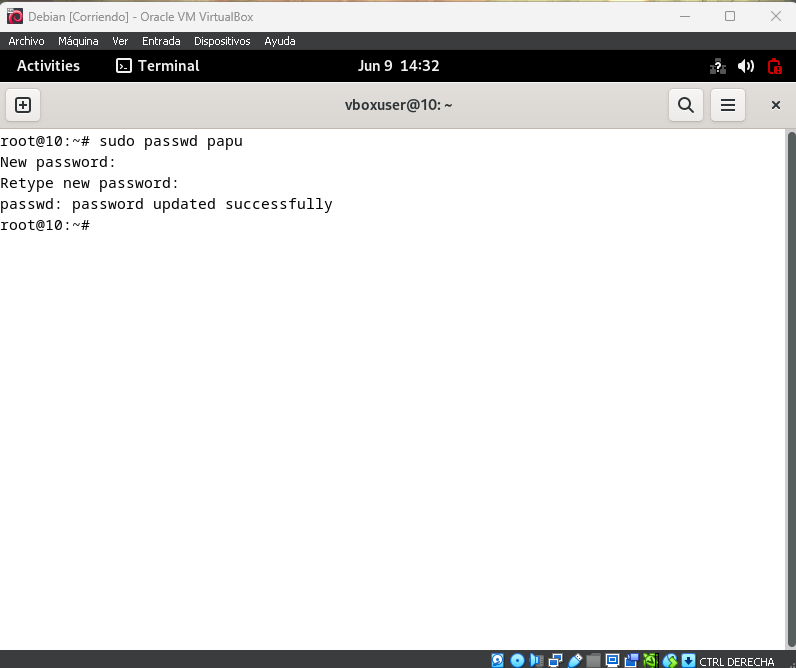 Debian [Corriendo] - Oracle VM VirtualBox
Archivo Máquina Ver Entrada Dispositivos Ayuda
Activities Terminal Jun 9 14:32
vboxuser@10: ~
root@10:~# sudo passwd papu
New password:
Retype new password:
passwd: password updated successfully
root@10:~#
CTRL DERECHA